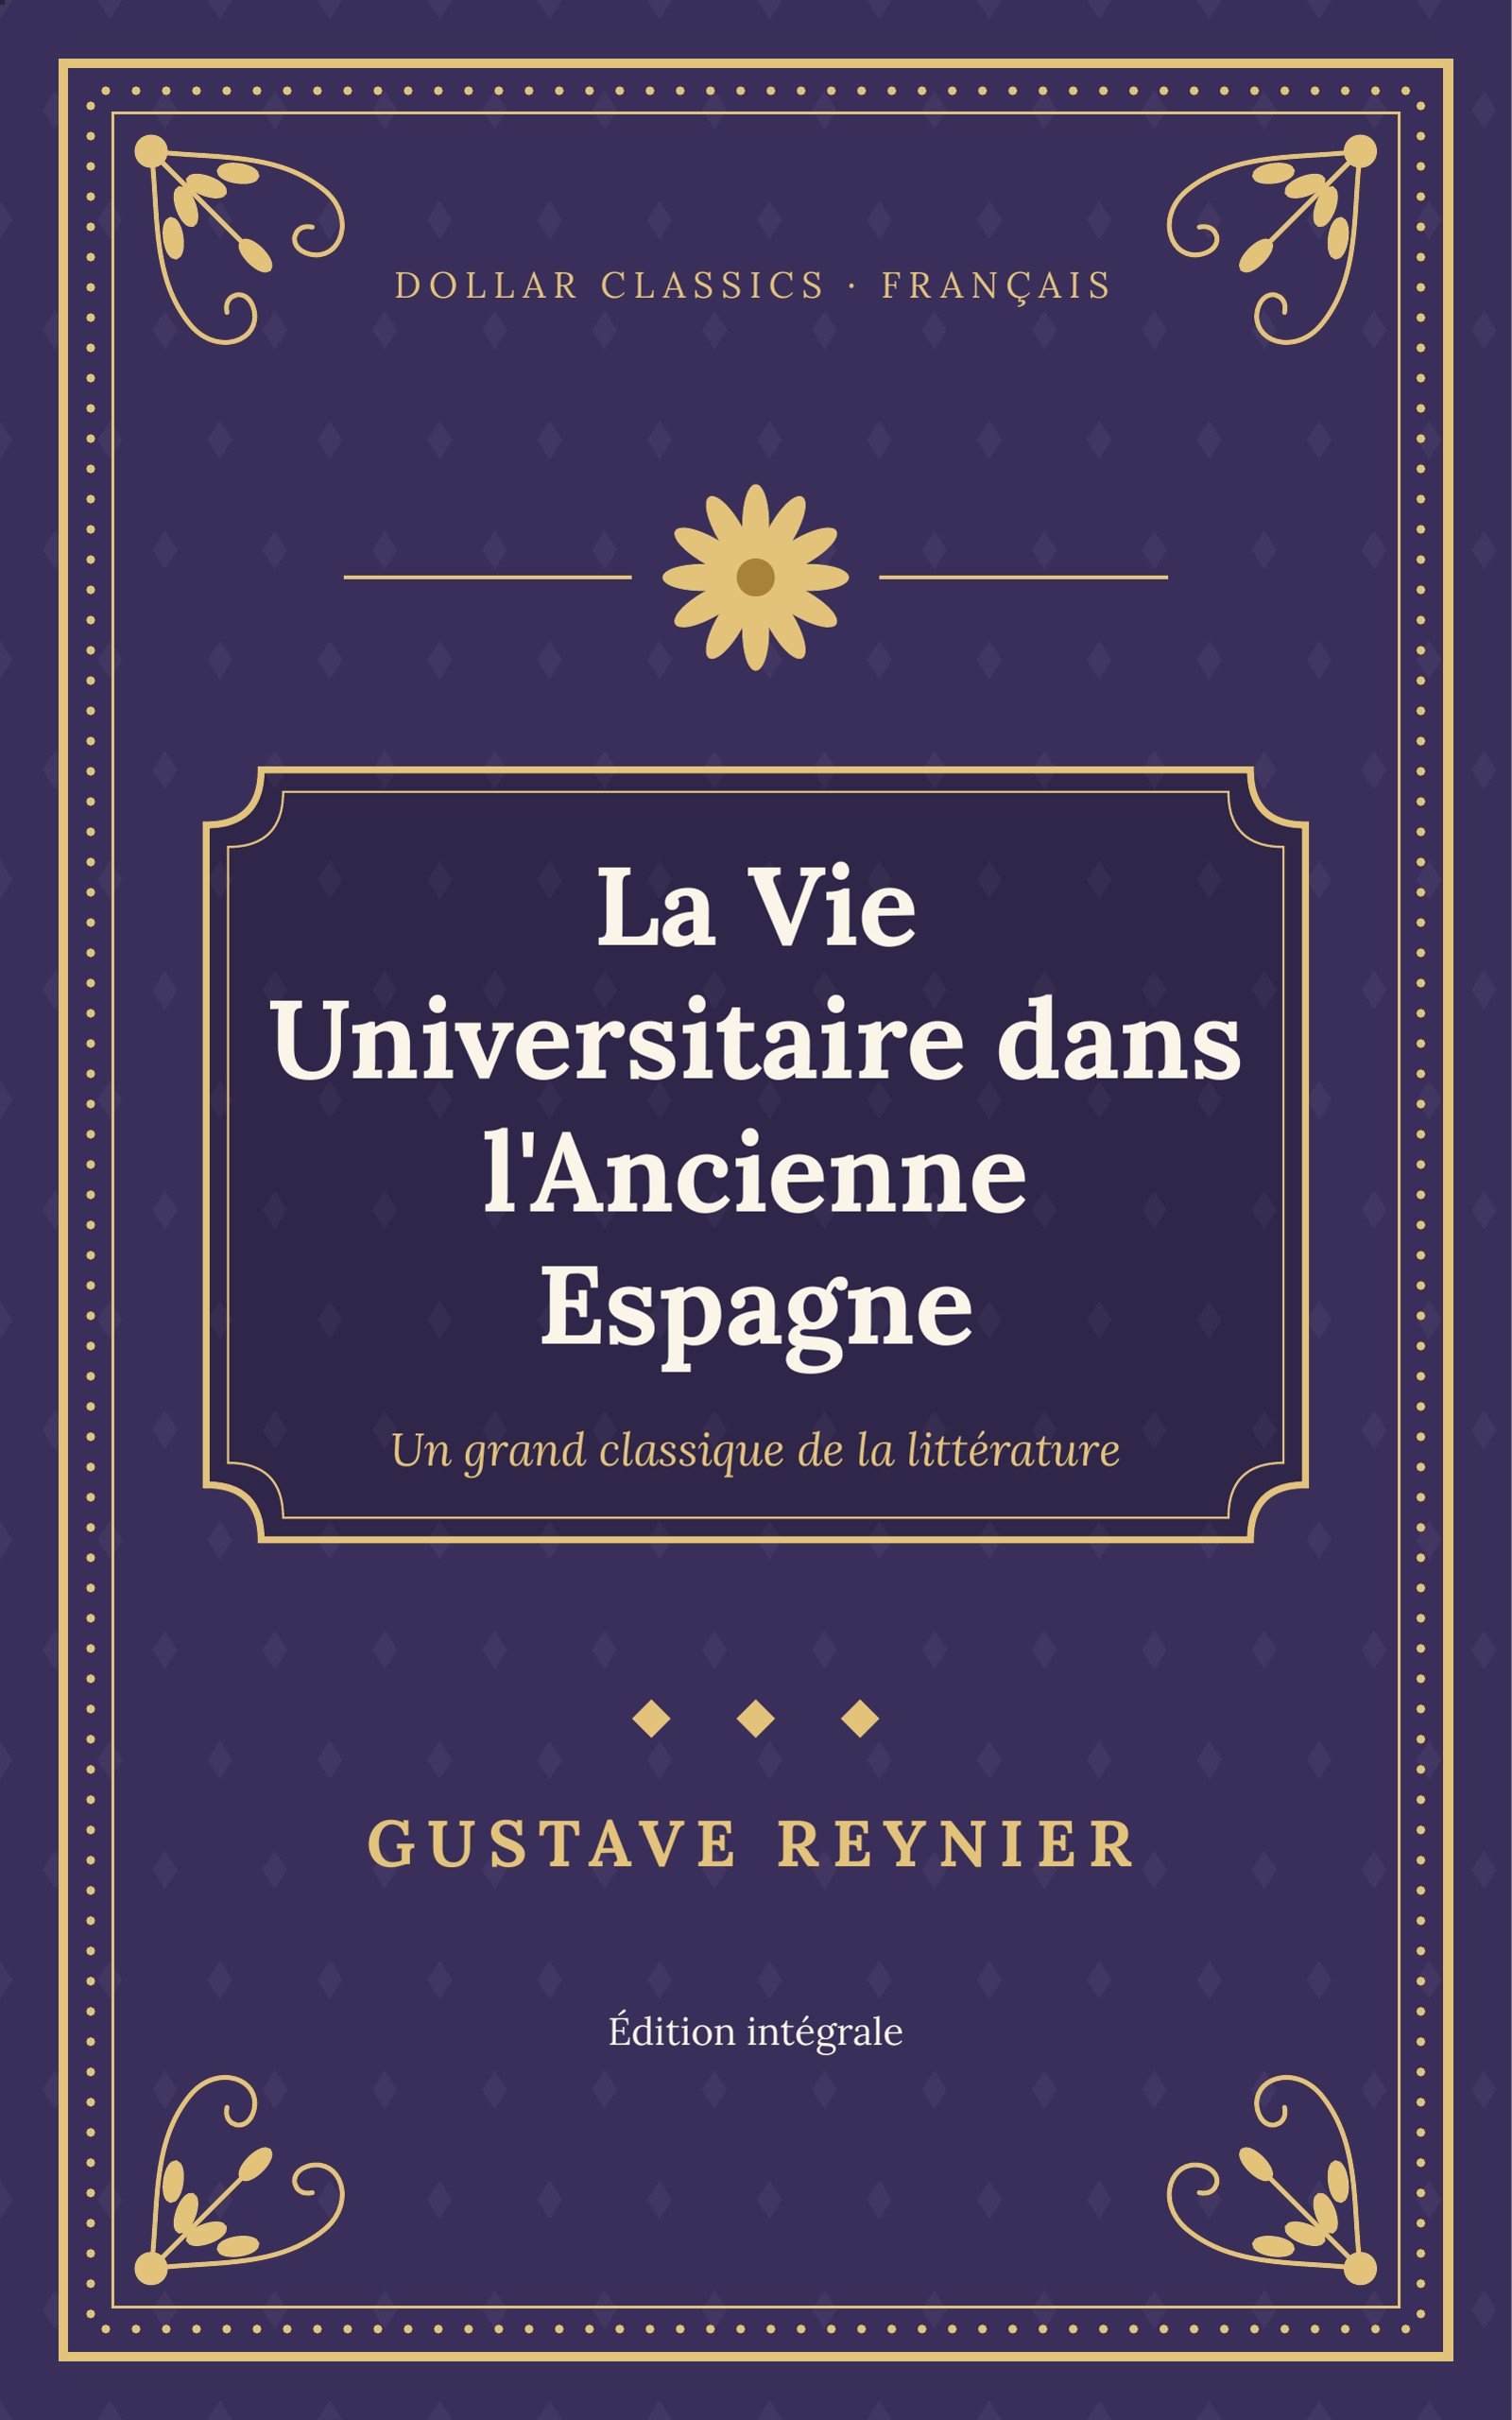 DOLLAR CLASSICS · FRANÇAIS
La Vie
Universitaire dans
l'Ancienne
Espagne
Un grand classique de la littérature
GUSTAVE REYNIER
Édition intégrale